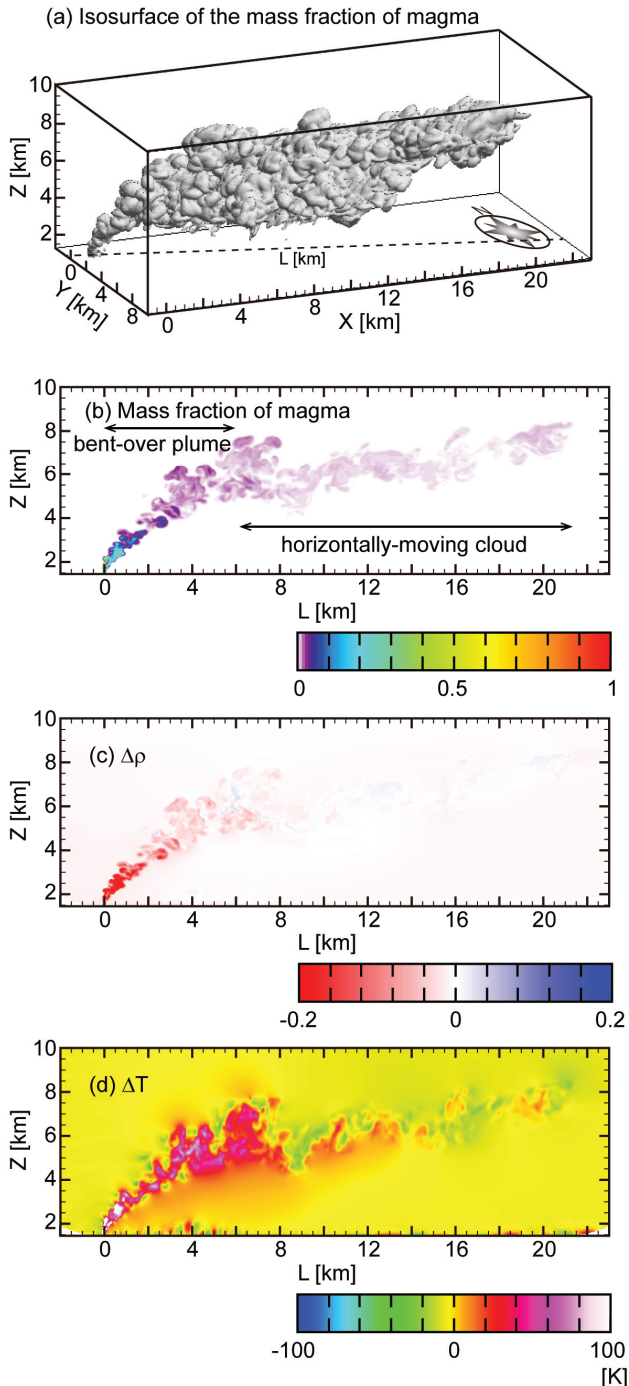 (a) Isosurface of the mass fraction of magma
10
8
6
4
2
Z [km]
0
4
8
Y [km]
L [km]
0
4
8
12
16
20
X [km]
(b) Mass fraction of magma
bent-over plume
horizontally-moving cloud
10
8
6
4
2
Z [km]
0 4 8 12 16 20
L [km]
0 0.5 1
(c) Δρ
10
8
6
4
2
Z [km]
0 4 8 12 16 20
L [km]
-0.2 0 0.2
(d) ΔT
10
8
6
4
2
Z [km]
0 4 8 12 16 20
L [km]
-100 0 100
[K]